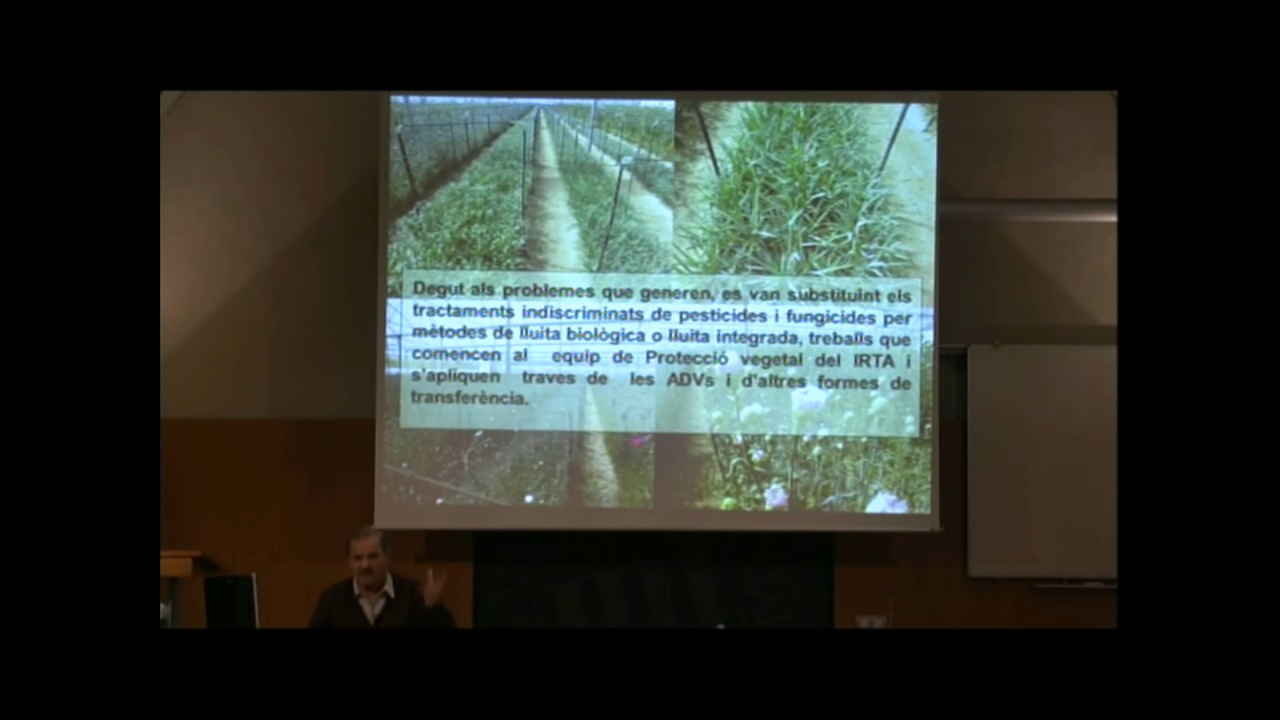 Degut als problemes que generen, es van substituint els
tractaments indiscriminats de pesticides i fungicides per
mètodes de lluita biològica o lluita integrada, treballs que
comencen al equip de Protecció vegetal del IRTA i
s'apliquen traves de les ADVs i d'altres formes de
transferència.